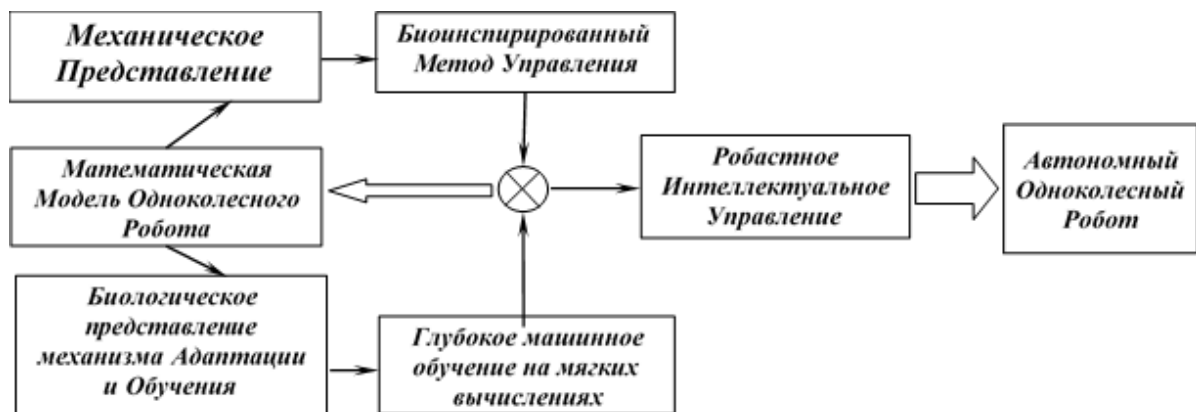 Механическое
Представление
Биоинспирированный
Метод Управления
Математическая
Модель Одноколесного
Робота
Робастное
Интеллектуальное
Управление
Автономный
Одноколесный
Робот
Биологическое
представление
механизма Адаптации
и Обучения
Глубокое машинное
обучение на мягких
вычислениях